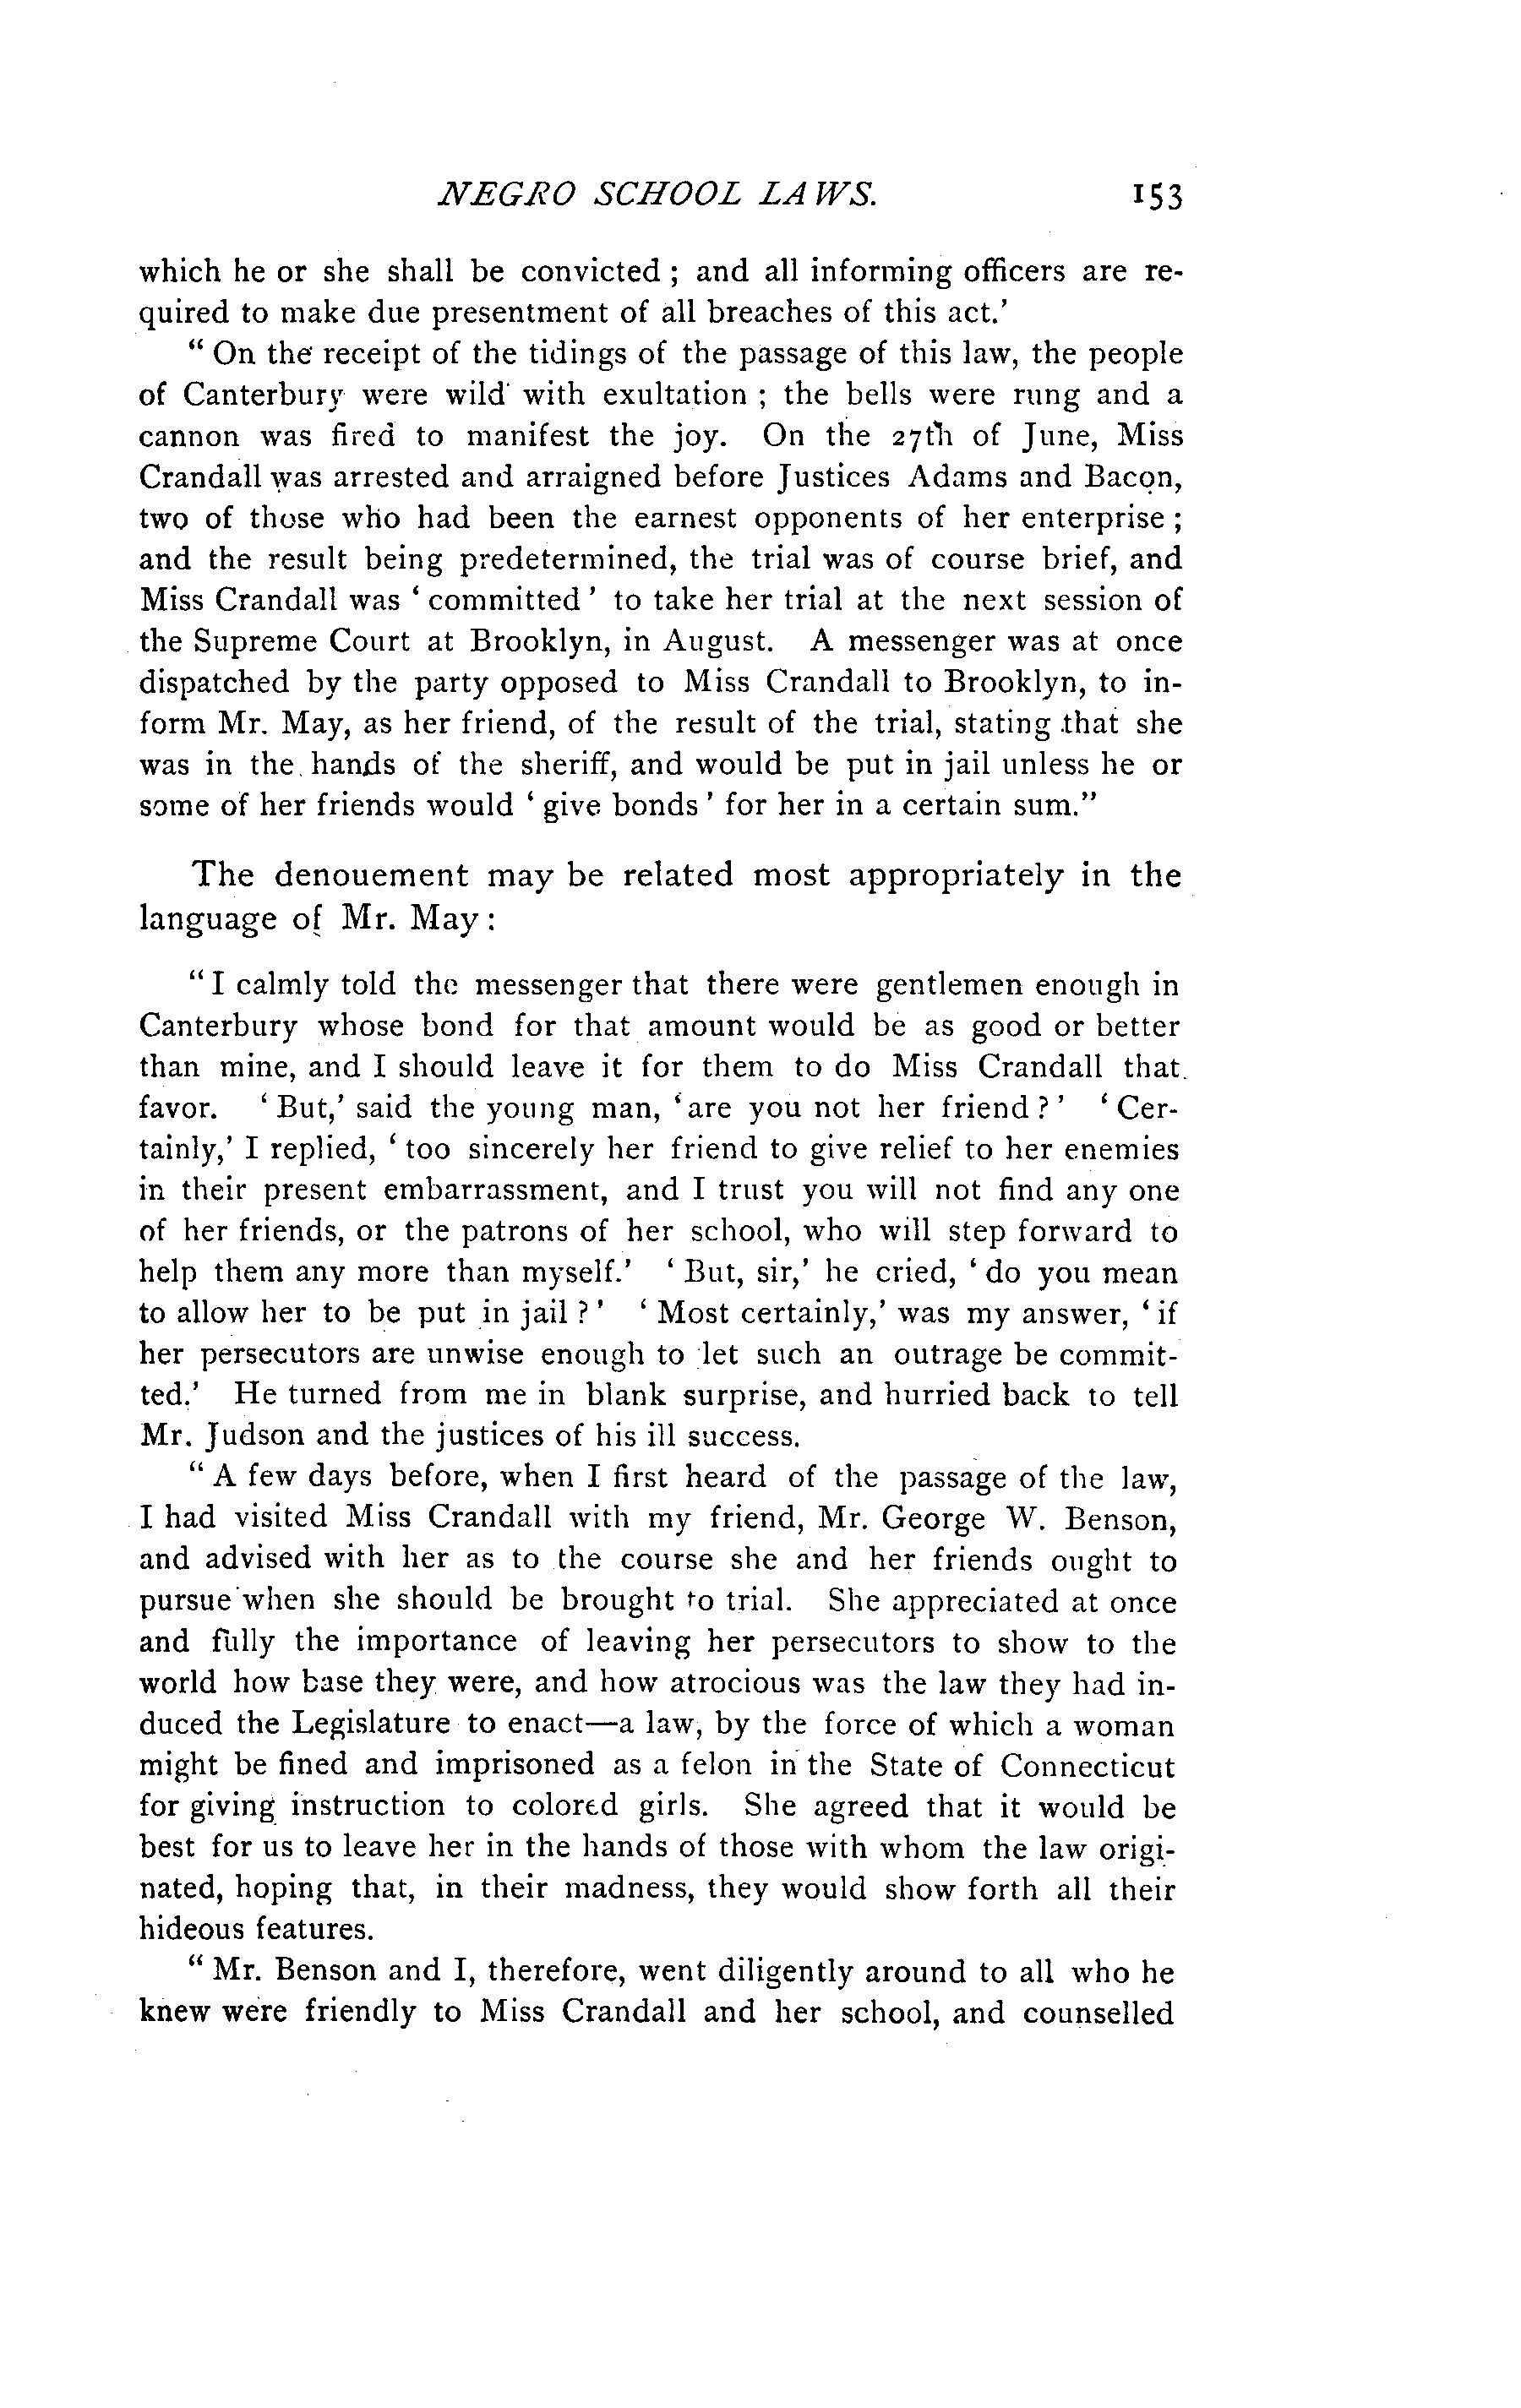 NEGRO SCHOOL LAWS. 153
which he or she shall be convicted ; and all informing officers are re-
quired to make due presentment of all breaches of this act.'
" On the receipt of the tidings of the passage of this law, the people
of Canterbury were wild with exultation ; the bells were rung and a
cannon was fired to manifest the joy. On the 27th of June, Miss
Crandall was arrested and arraigned before Justices Adams and Bacon,
two of those who had been the earnest opponents of her enterprise ;
and the result being predetermined, the trial was of course brief, and
Miss Crandall was ' committed ' to take her trial at the next session of
the Supreme Court at Brooklyn, in August. A messenger was at once
dispatched by the party opposed to Miss Crandall to Brooklyn, to in-
form Mr. May, as her friend, of the result of the trial, stating that she
was in the hands of the sheriff, and would be put in jail unless he or
some of her friends would ' give bonds ' for her in a certain sum."
The denouement may be related most appropriately in the
language of Mr. May :
" I calmly told the messenger that there were gentlemen enough in
Canterbury whose bond for that amount would be as good or better
than mine, and I should leave it for them to do Miss Crandall that
favor. ' But,' said the young man, ' are you not her friend ? ' ' Cer-
tainly,' I replied, ' too sincerely her friend to give relief to her enemies
in their present embarrassment, and I trust you will not find any one
of her friends, or the patrons of her school, who will step forward to
help them any more than myself.' ' But, sir,' he cried, ' do you mean
to allow her to be put in jail ? ' ' Most certainly,' was my answer, ' if
her persecutors are unwise enough to let such an outrage be commit-
ted.' He turned from me in blank surprise, and hurried back to tell
Mr. Judson and the justices of his ill success.
" A few days before, when I first heard of the passage of the law,
I had visited Miss Crandall with my friend, Mr. George W. Benson,
and advised with her as to the course she and her friends ought to
pursue when she should be brought to trial. She appreciated at once
and fully the importance of leaving her persecutors to show to the
world how base they were, and how atrocious was the law they had in-
duced the Legislature to enact—a law, by the force of which a woman
might be fined and imprisoned as a felon in the State of Connecticut
for giving instruction to colored girls. She agreed that it would be
best for us to leave her in the hands of those with whom the law origi-
nated, hoping that, in their madness, they would show forth all their
hideous features.
" Mr. Benson and I, therefore, went diligently around to all who he
knew were friendly to Miss Crandall and her school, and counselled